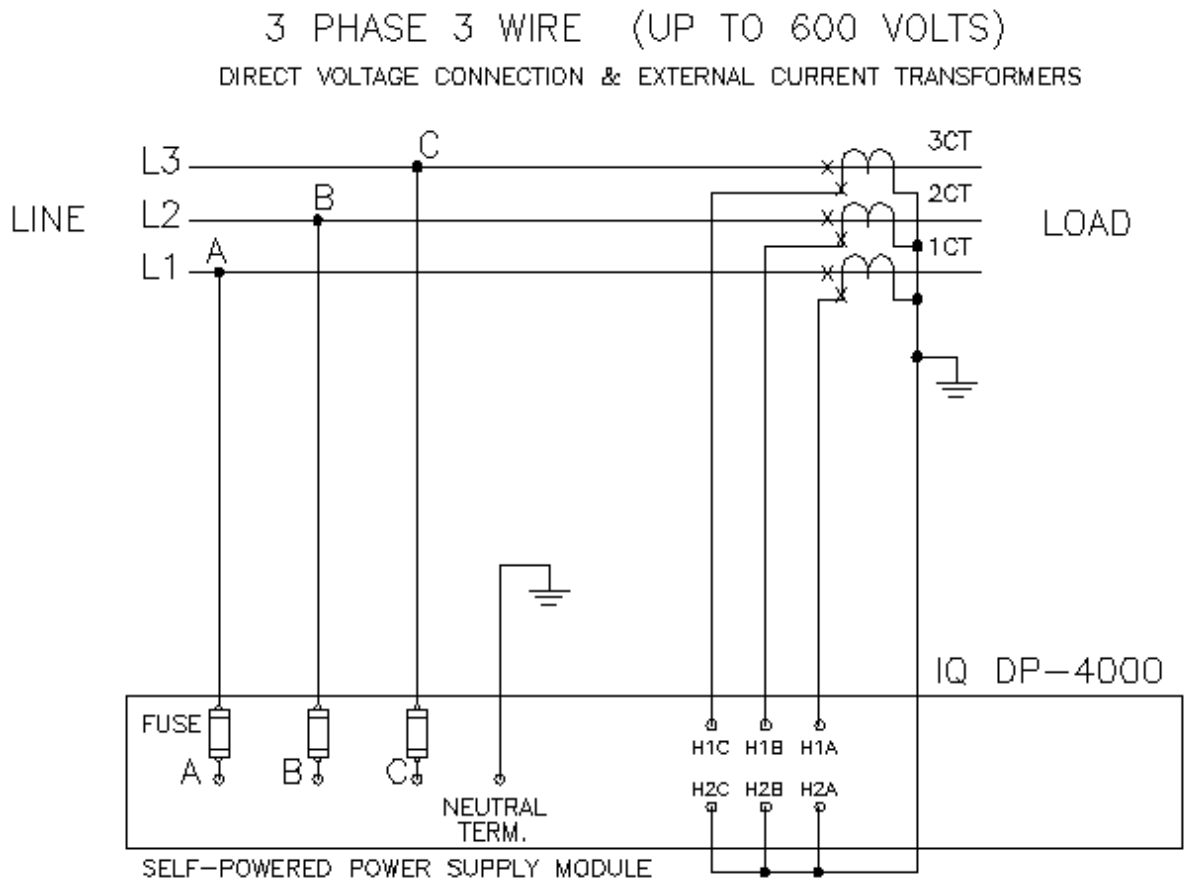 3 PHASE 3 WIRE (UP TO 600 VOLTS)
DIRECT VOLTAGE CONNECTION & EXTERNAL CURRENT TRANSFORMERS
3CT
C
L3
2CT
B
LINE
L2
LOAD
1CT
A
L1
IQ DP-4000
FUSE
H1C H1B H1A
A
B
C
H2C H2B H2A
NEUTRAL
TERM.
SELF-POWERED POWER SUPPLY MODULE